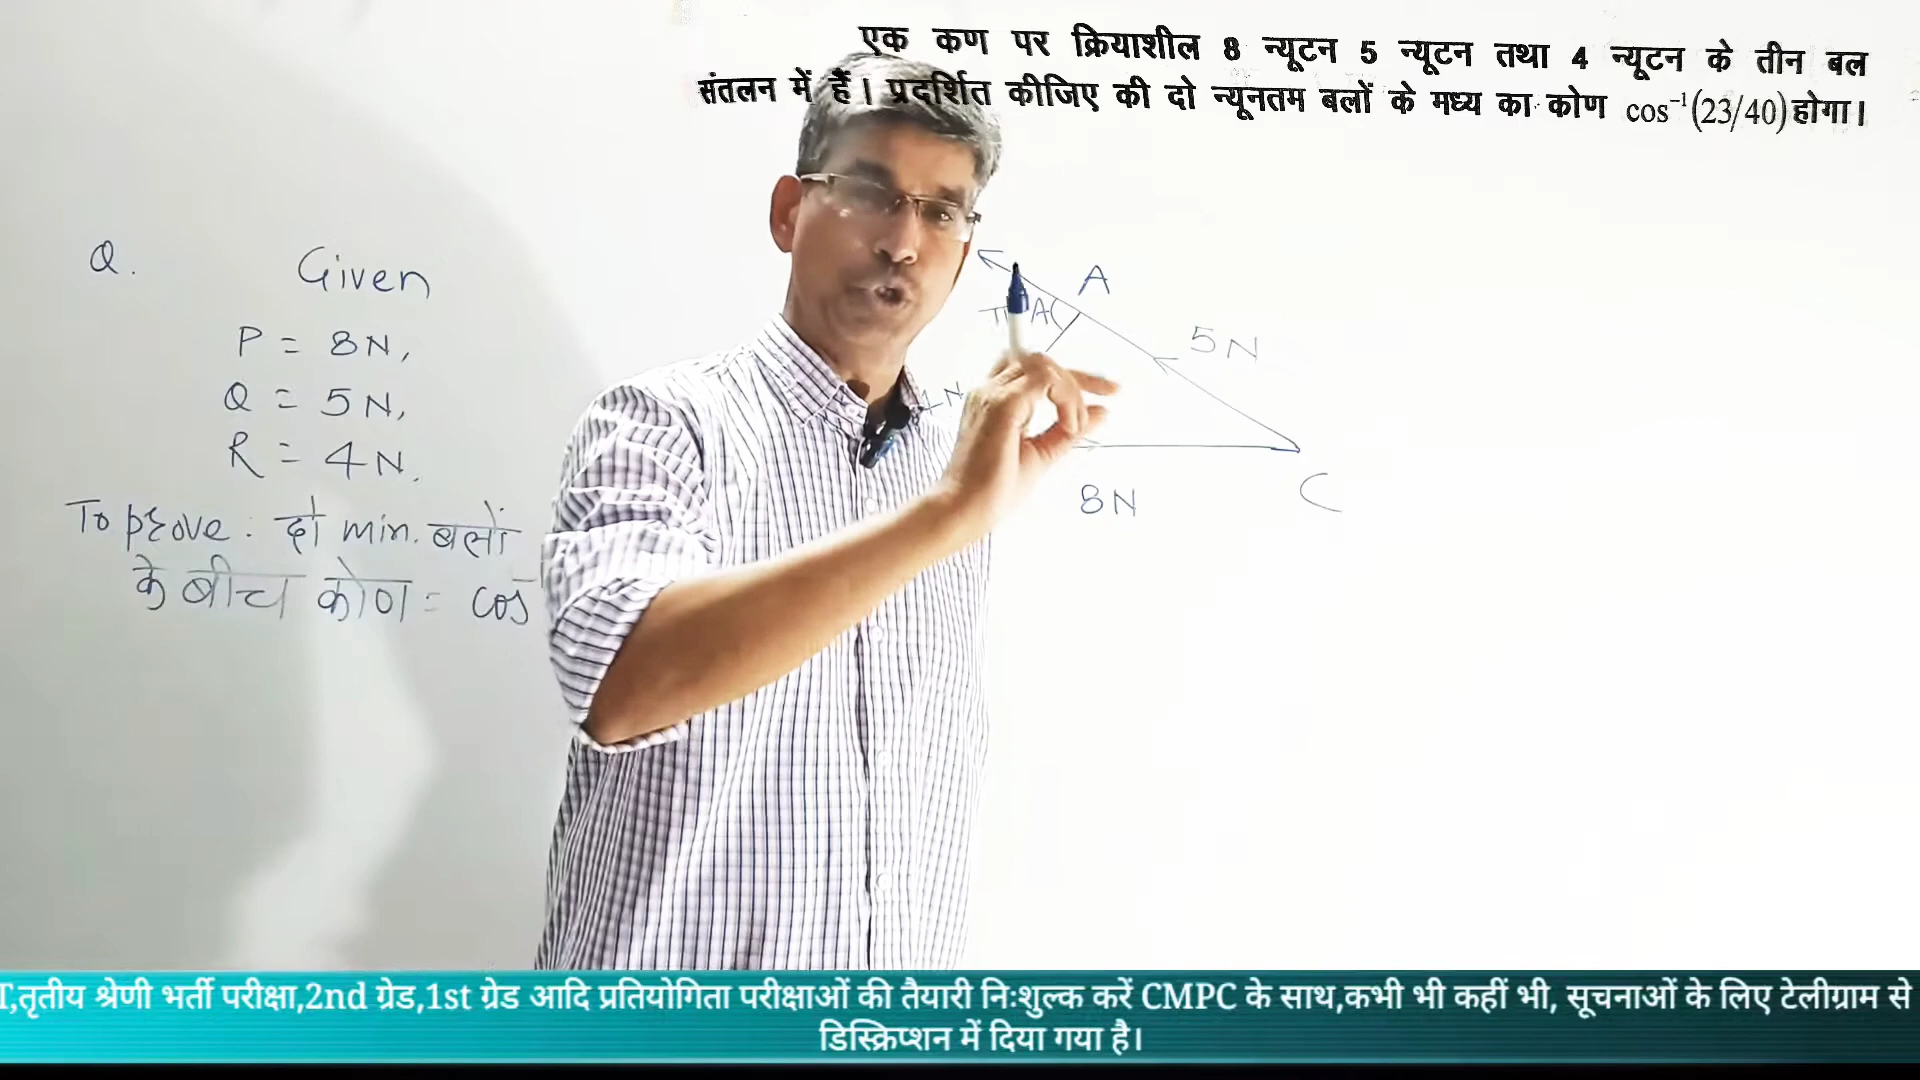 एक कण पर क्रियाशील 8 न्यूटन 5 न्यूटन तथा 4 न्यूटन के तीन बल
संतलन में हैं। प्रदर्शित कीजिए की दो न्यूनतम बलों के मध्य का कोण cos⁻¹(23/40) होगा।
Q. Given
P = 8N,
Q = 5N,
R = 4N.
To prove: दो min. बलों
के बीच कोण = cos
A
A
5N
N
8N
C
T,तृतीय श्रेणी भर्ती परीक्षा,2nd ग्रेड,1st ग्रेड आदि प्रतियोगिता परीक्षाओं की तैयारी निःशुल्क करें CMPC के साथ,कभी भी कहीं भी, सूचनाओं के लिए टेलीग्राम से
डिस्क्रिप्शन में दिया गया है।